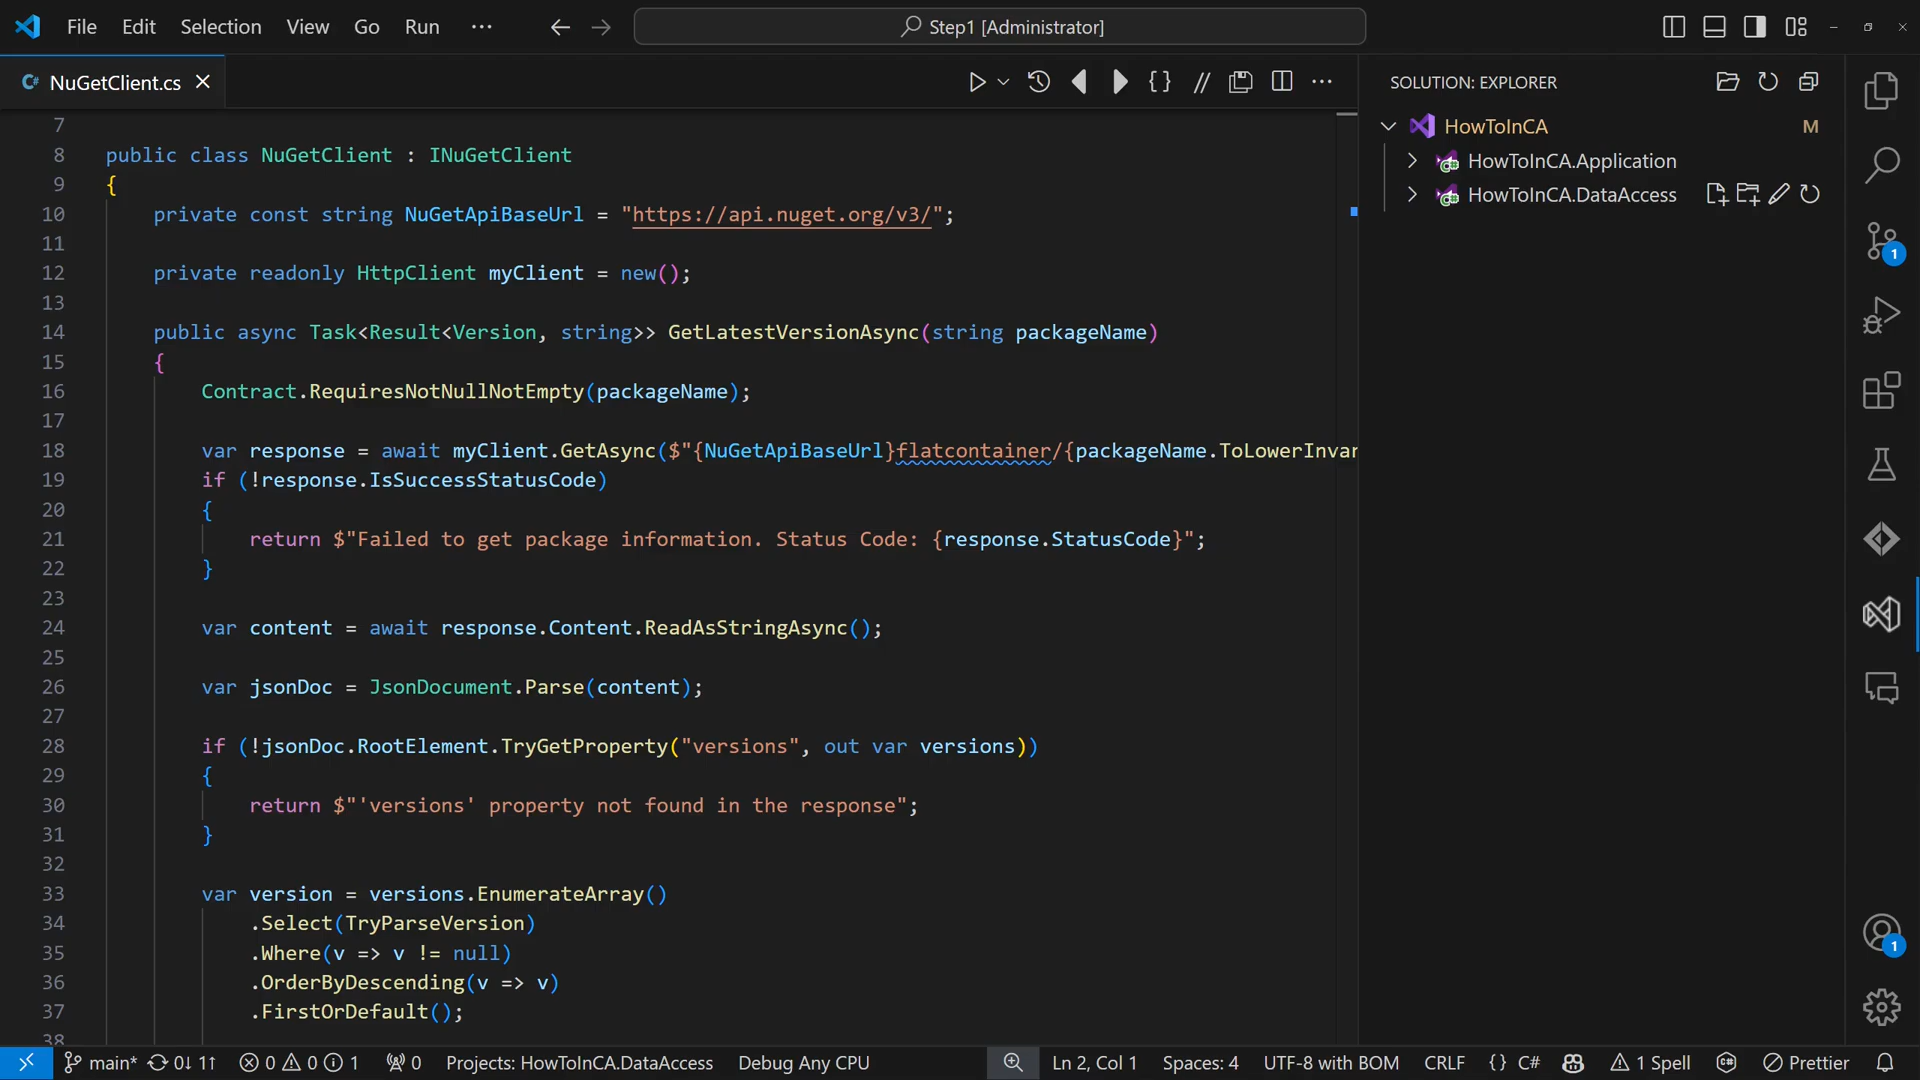 File Edit Selection View Go Run ··· Step1 [Administrator]
C# NuGetClient.cs
SOLUTION: EXPLORER
HowToInCA M
HowToInCA.Application
HowToInCA.DataAccess
7
8 public class NuGetClient : INuGetClient
9 {
10 private const string NuGetApiBaseUrl = "https://api.nuget.org/v3/";
11
12 private readonly HttpClient myClient = new();
13
14 public async Task<Result<Version, string>> GetLatestVersionAsync(string packageName)
15 {
16 Contract.RequiresNotNullNotEmpty(packageName);
17
18 var response = await myClient.GetAsync($"{NuGetApiBaseUrl}flatcontainer/{packageName.ToLowerInvar
19 if (!response.IsSuccessStatusCode)
20 {
21 return $"Failed to get package information. Status Code: {response.StatusCode}";
22 }
23
24 var content = await response.Content.ReadAsStringAsync();
25
26 var jsonDoc = JsonDocument.Parse(content);
27
28 if (!jsonDoc.RootElement.TryGetProperty("versions", out var versions))
29 {
30 return $"'versions' property not found in the response";
31 }
32
33 var version = versions.EnumerateArray()
34 .Select(TryParseVersion)
35 .Where(v => v != null)
36 .OrderByDescending(v => v)
37 .FirstOrDefault();
38
1
1
main* 0↓ 1↑ 0 0 1 0 Projects: HowToInCA.DataAccess Debug Any CPU Ln 2, Col 1 Spaces: 4 UTF-8 with BOM CRLF {} C# 1 Spell Prettier